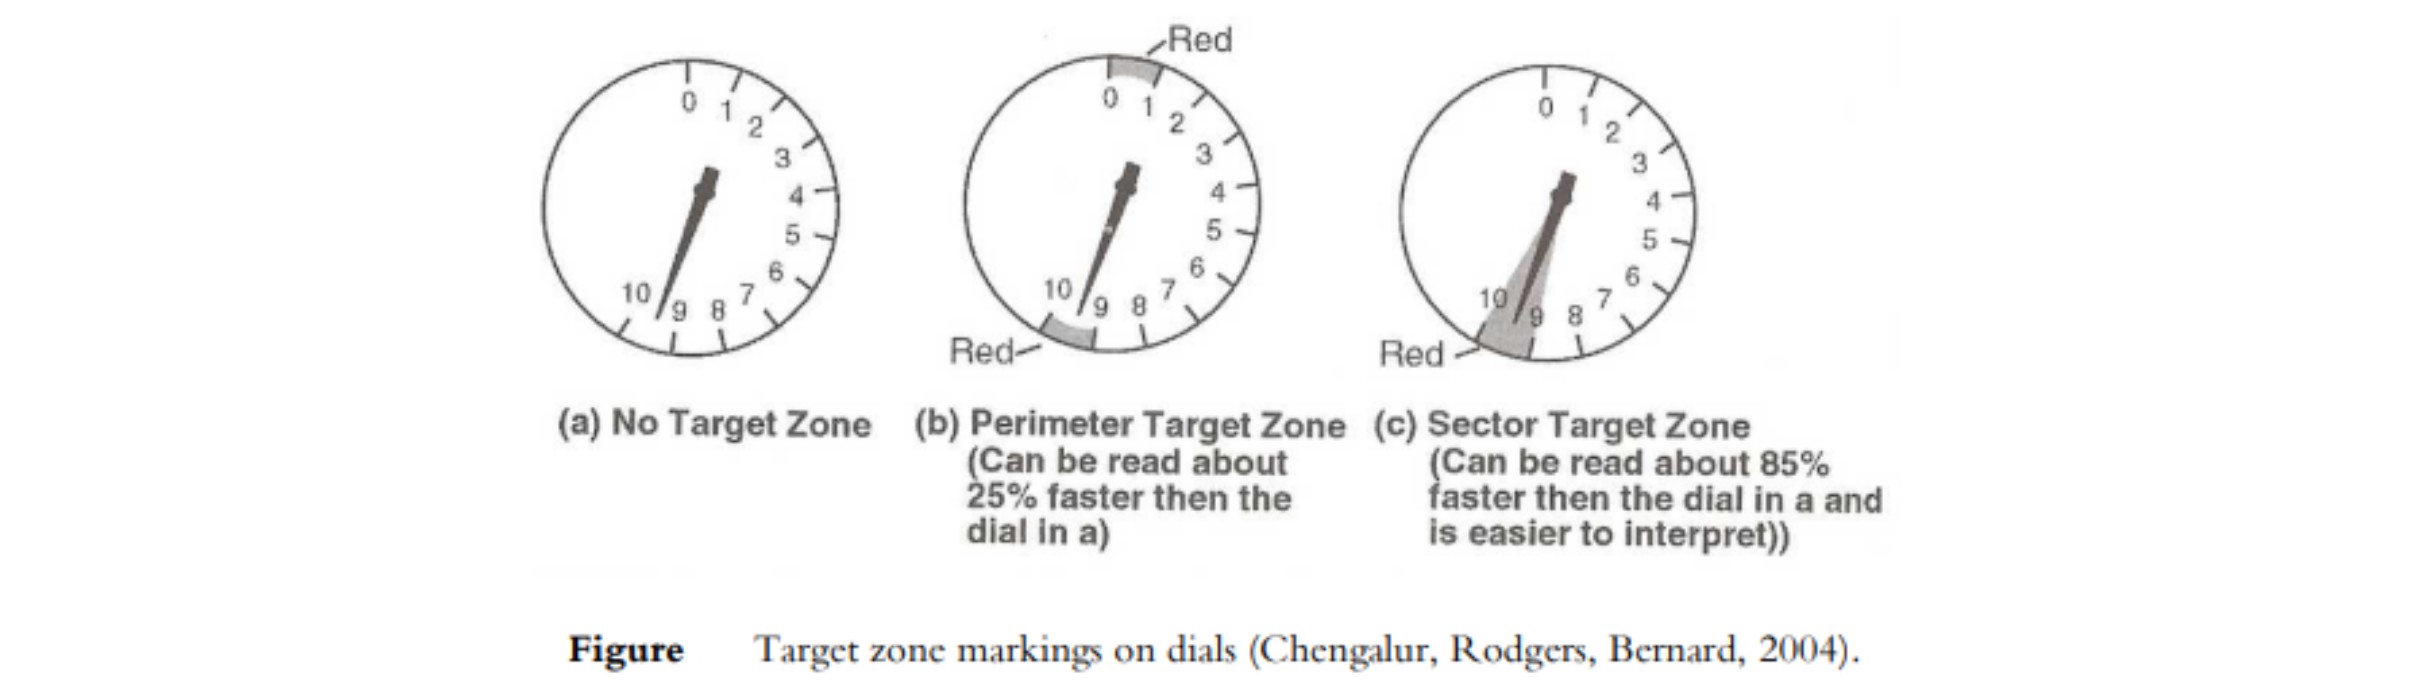 0 1 2 3 4 5 6 7 8 9 10
Red
0 1 2 3 4 5 6 7 8 9 10
Red
0 1 2 3 4 5 6 7 8 9 10
Red
(a) No Target Zone
(b) Perimeter Target Zone
(Can be read about
25% faster then the
dial in a)
(c) Sector Target Zone
(Can be read about 85%
faster then the dial in a and
is easier to interpret))
Figure Target zone markings on dials (Chengalur, Rodgers, Bernard, 2004).